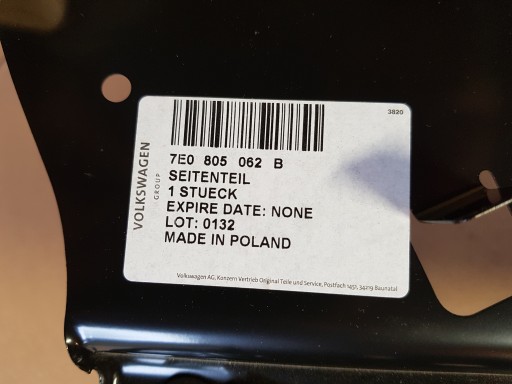 3820
7E0 805 062 B
SEITENTEIL
1 STUECK
EXPIRE DATE: NONE
LOT: 0132
MADE IN POLAND
VOLKSWAGEN
GROUP
Volkswagen AG, Konzern Vertrieb Original Teile und Service, Postfach 1451, 34219 Baunatal